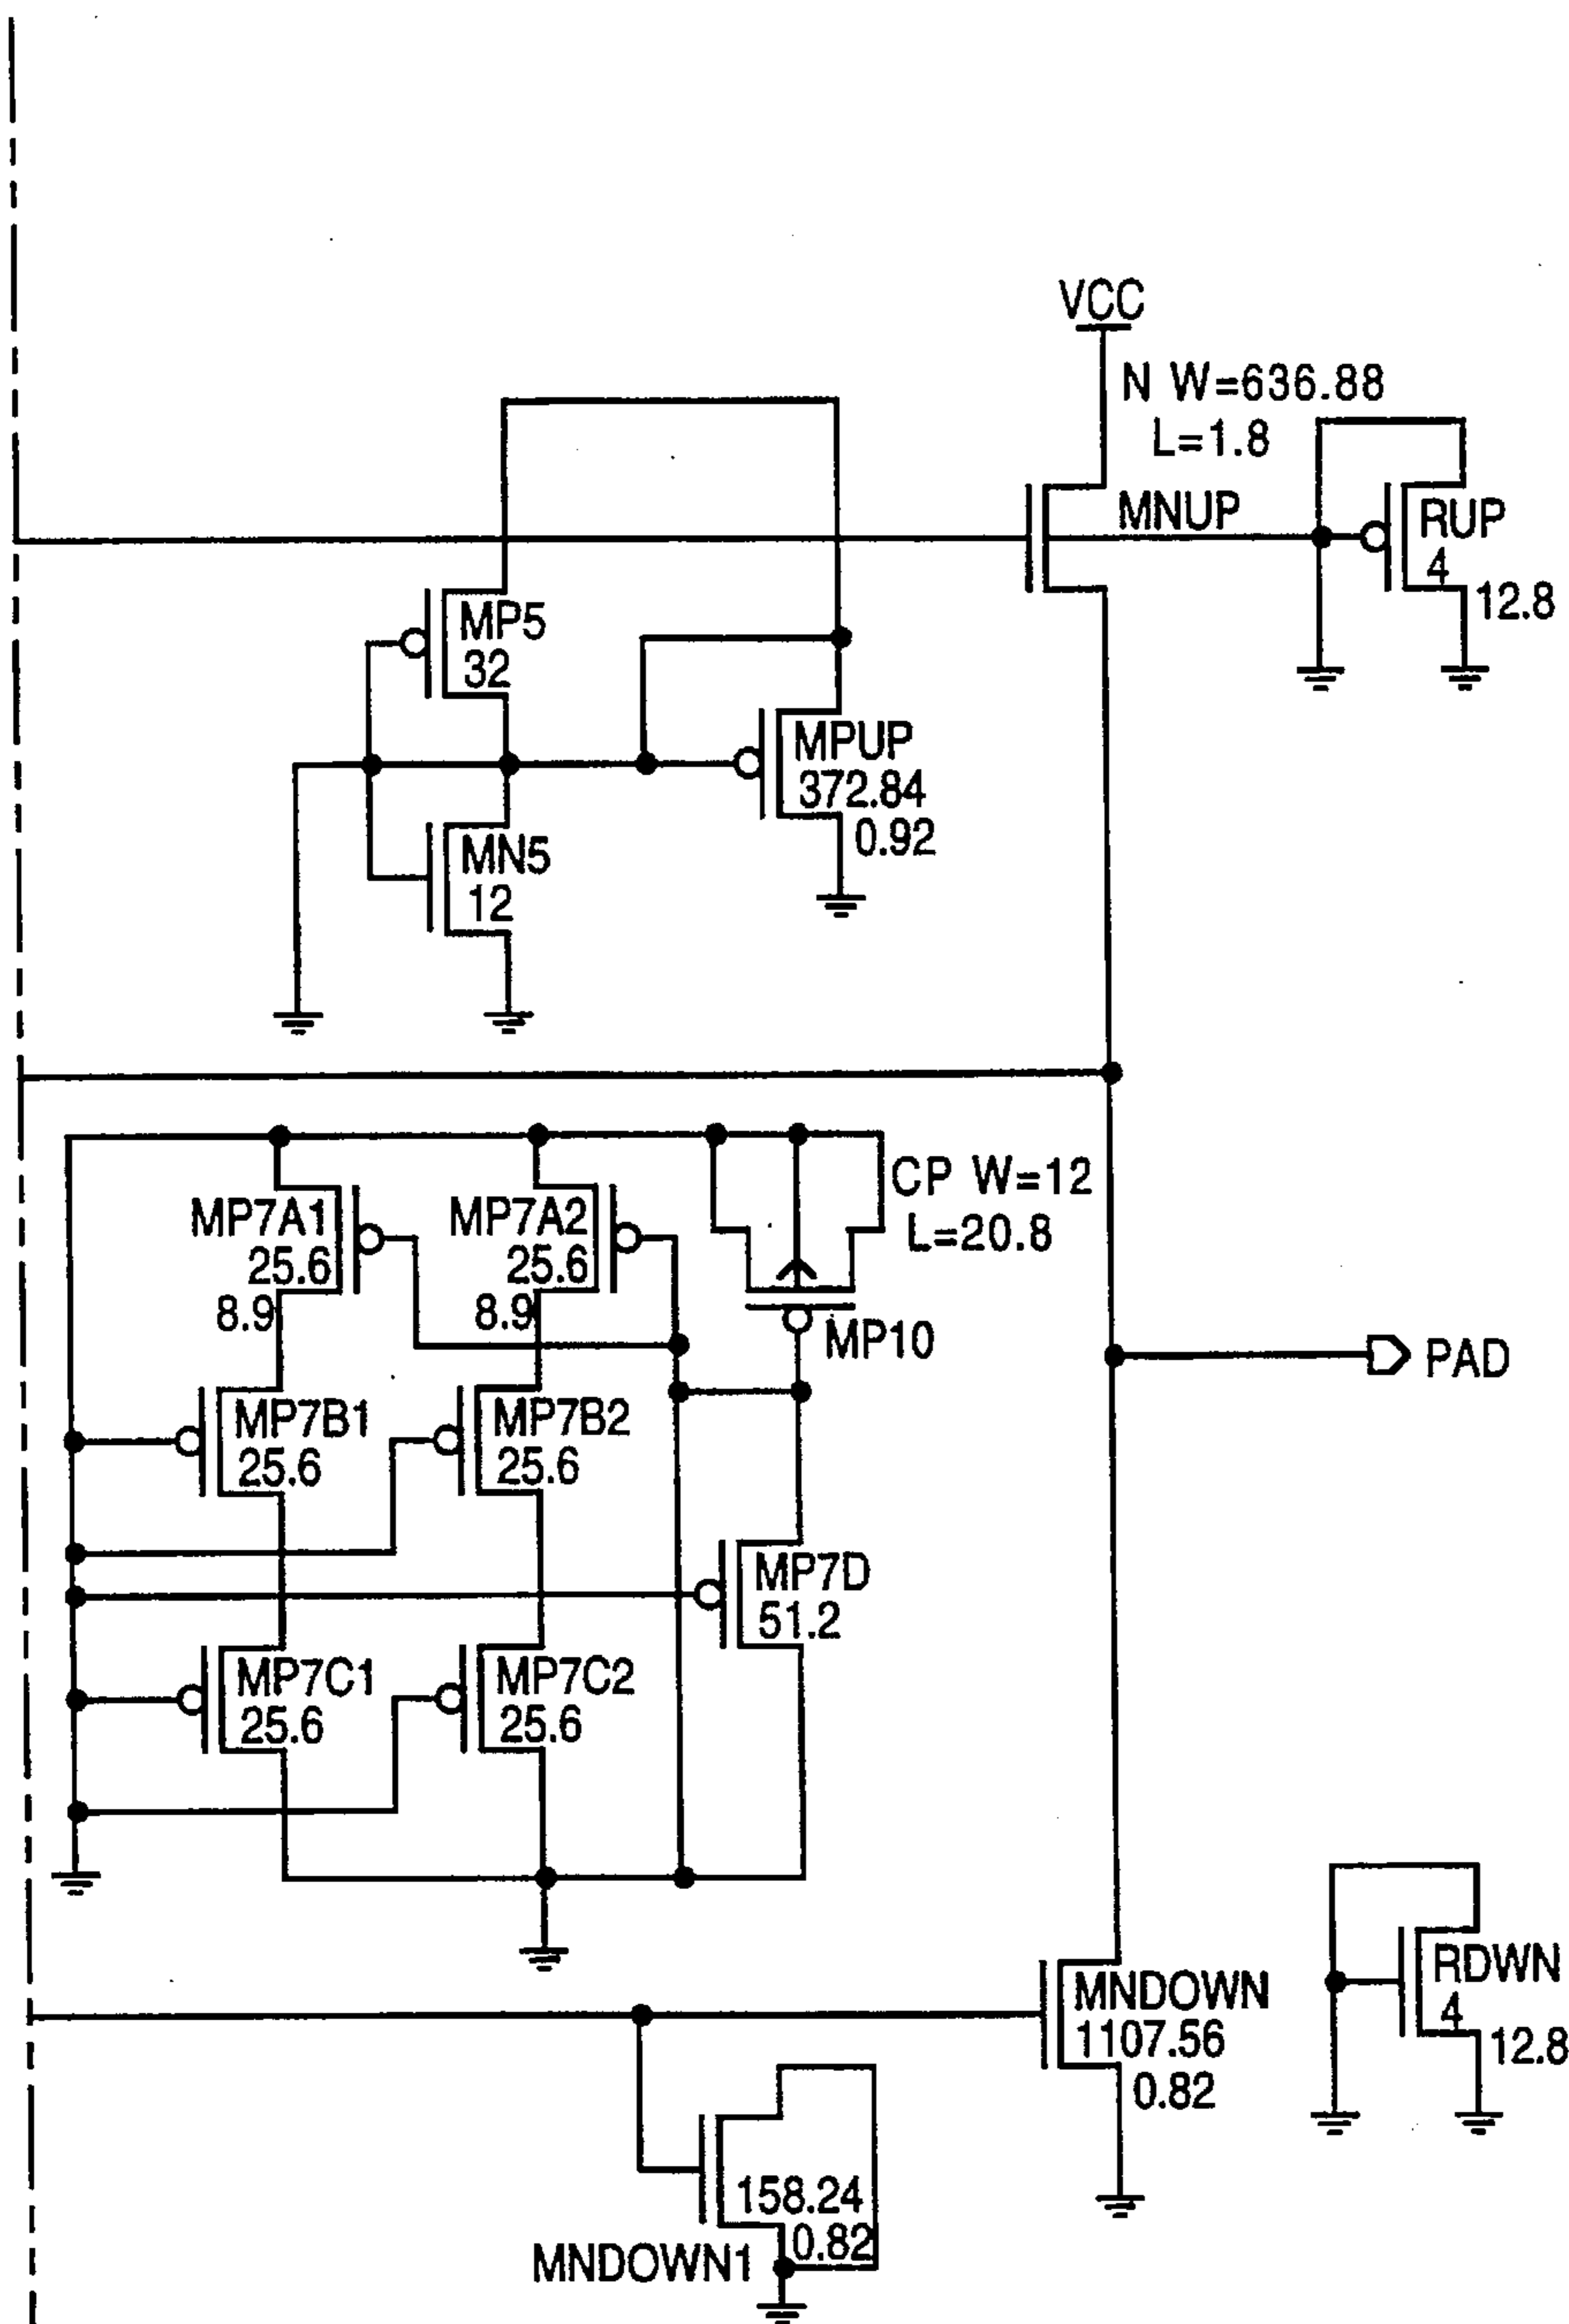 VCC
N W=636.88
L=1.8
MNUP
RUP
4
12.8
MP5
32
MPUP
372.84
0.92
MN5
12
CP W=12
L=20.8
MP7A1
25.6
8.9
MP7A2
25.6
8.9
MP10
PAD
MP7B1
25.6
MP7B2
25.6
MP7D
51.2
MP7C1
25.6
MP7C2
25.6
MNDOWN
1107.56
0.82
RDWN
4
12.8
158.24
0.82
MNDOWN1